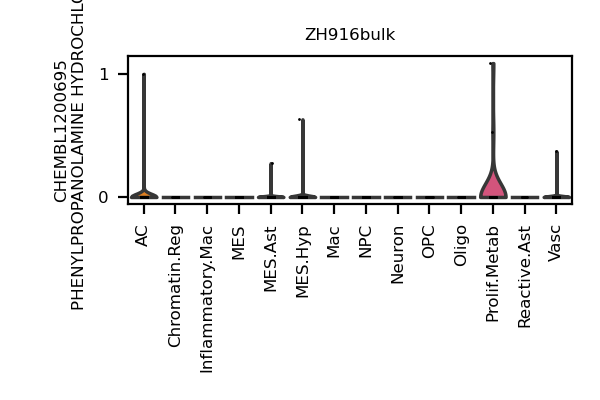 ZH916bulk
CHEMBL1200695
PHENYLPROPANOLAMINE
1
0
AC
Chromatin.Reg
Inflammatory.Mac
MES
MES.Ast
MES.Hyp
Mac
NPC
Neuron
OPC
Oligo
Prolif.Metab
Reactive.Ast
Vasc